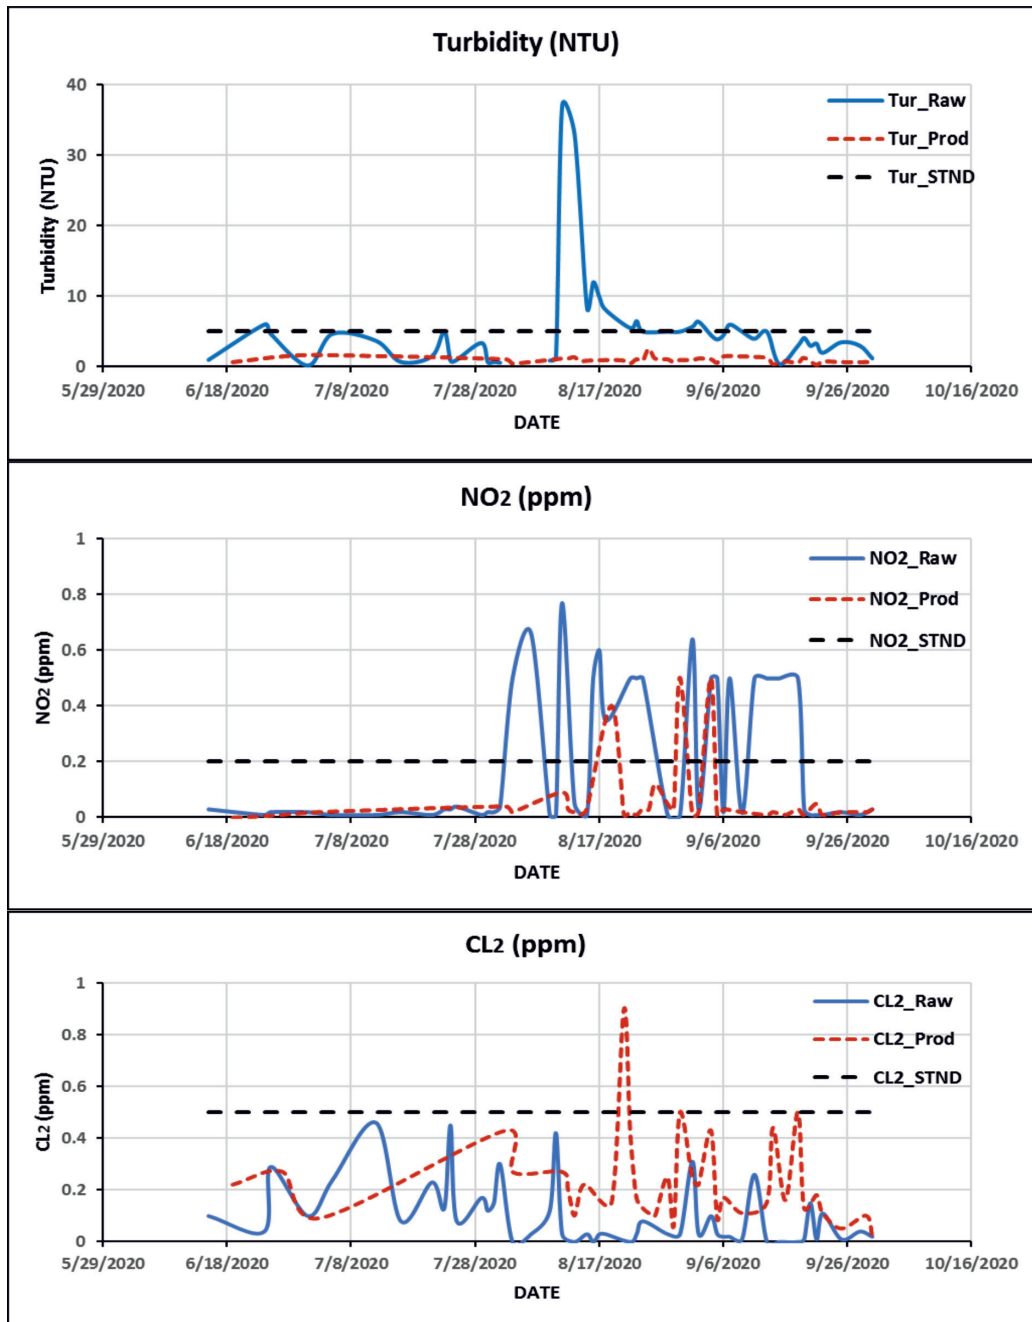 Turbidity (NTU)
40
30
20
10
0
Turbidity (NTU)
Tur_Raw
Tur_Prod
Tur_STND
5/29/2020 6/18/2020 7/8/2020 7/28/2020 8/17/2020 9/6/2020 9/26/2020 10/16/2020
DATE
NO2 (ppm)
1
0.8
0.6
0.4
0.2
0
NO2 (ppm)
NO2_Raw
NO2_Prod
NO2_STND
5/29/2020 6/18/2020 7/8/2020 7/28/2020 8/17/2020 9/6/2020 9/26/2020 10/16/2020
DATE
CL2 (ppm)
1
0.8
0.6
0.4
0.2
0
CL2 (ppm)
CL2_Raw
CL2_Prod
CL2_STND
5/29/2020 6/18/2020 7/8/2020 7/28/2020 8/17/2020 9/6/2020 9/26/2020 10/16/2020
DATE